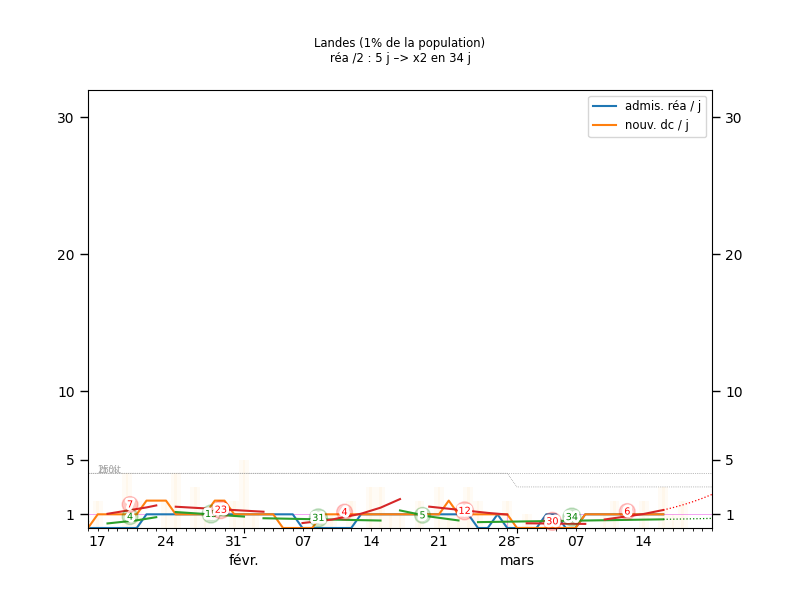 Landes (1% de la population)
réa /2 : 5 j –> x2 en 34 j
admis. réa / j
nouv. dc / j
30 30
20 20
10 10
5 5
1 1
7 4 23 31 4 5 12 30 34 6
17 24 31 07 14 21 28 07 14
févr. mars